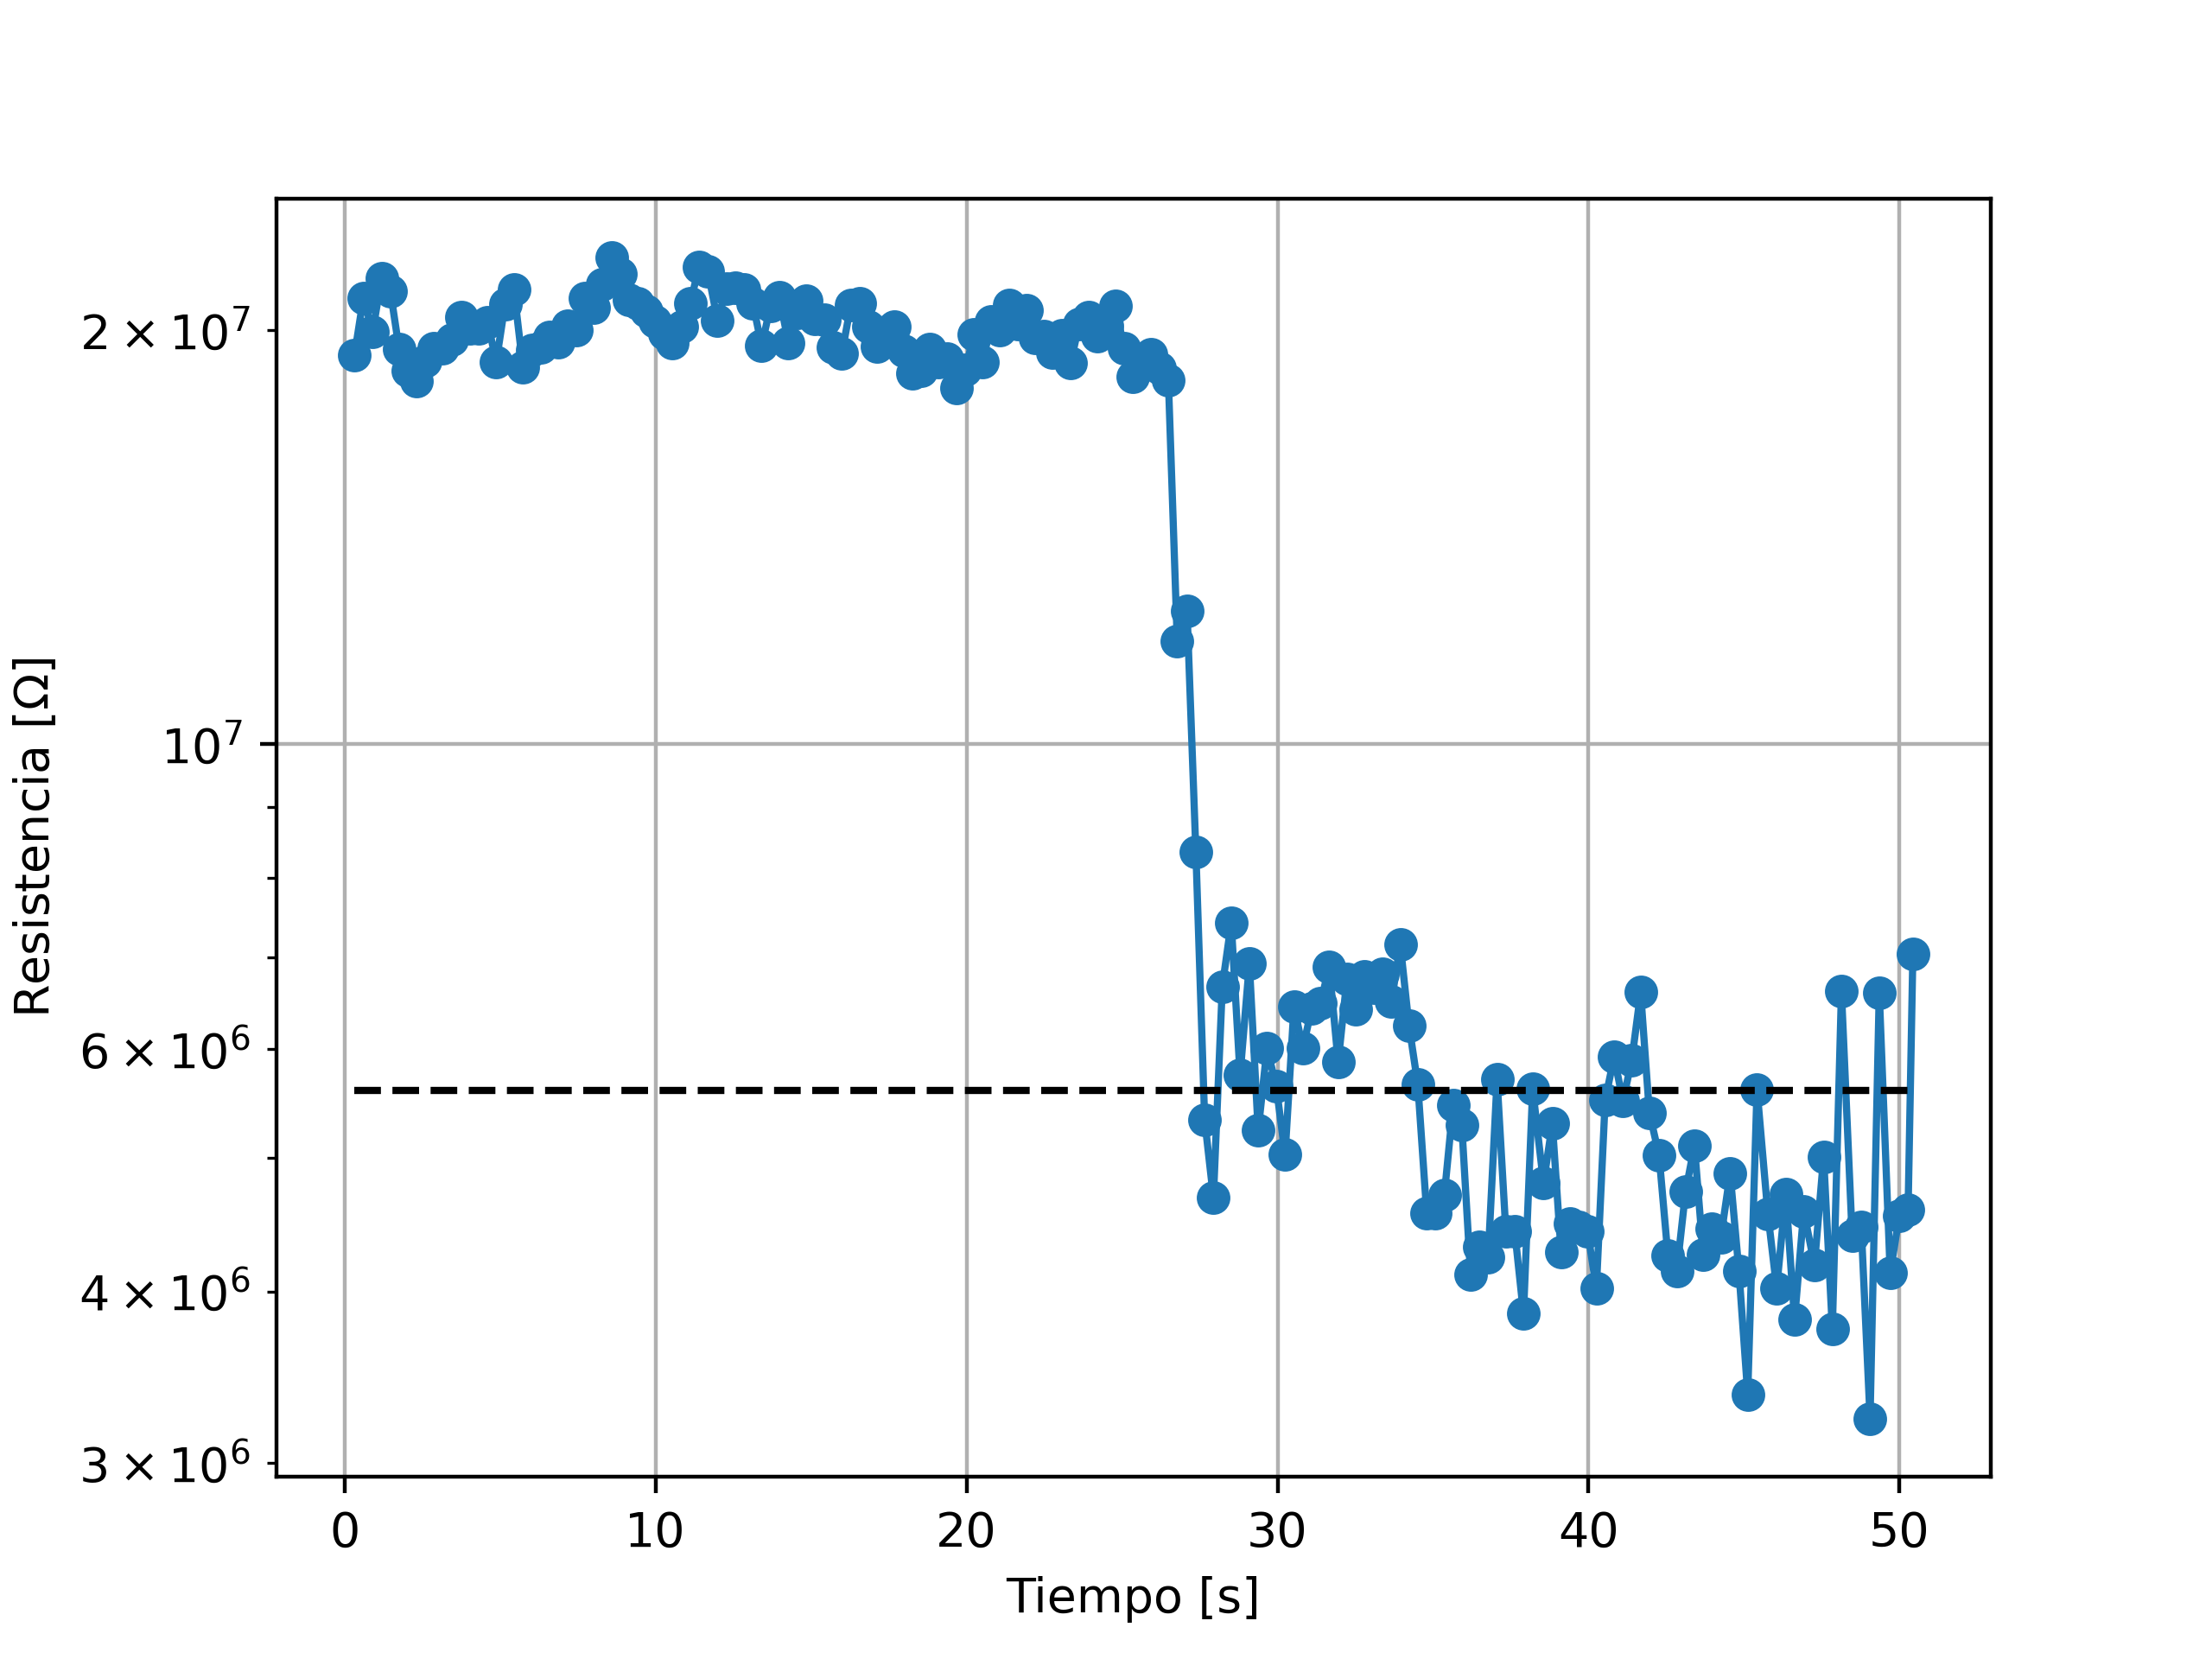 Resistencia [Ω]
2 × 10⁷
10⁷
6 × 10⁶
4 × 10⁶
3 × 10⁶
0 10 20 30 40 50
Tiempo [s]